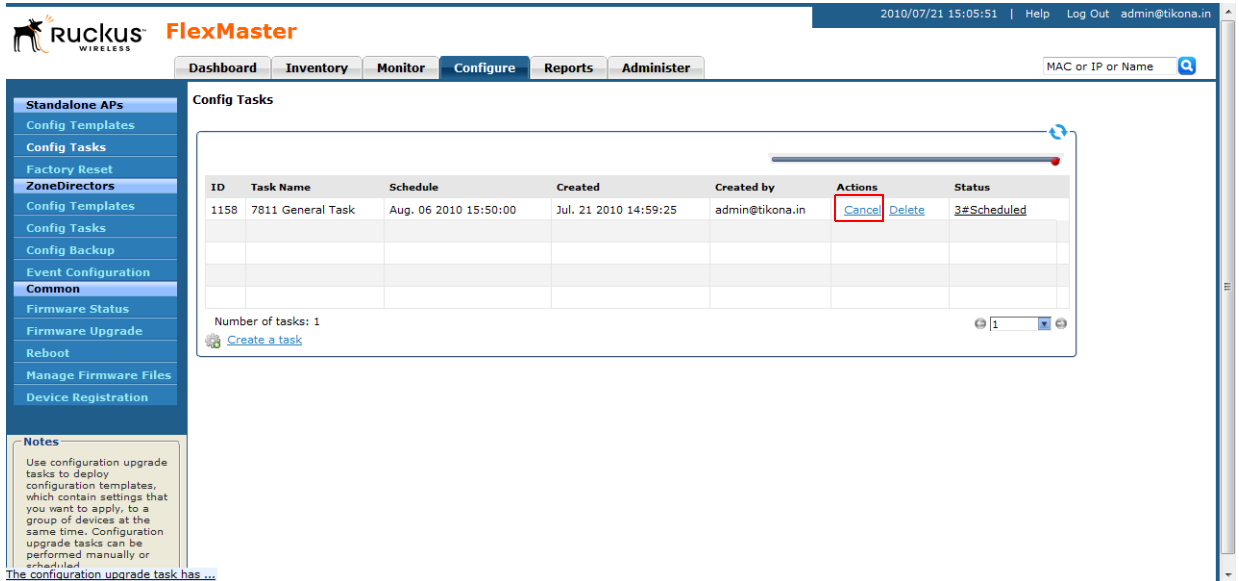 2010/07/21 15:05:51 | Help Log Out admin@tikona.in
Ruckus WIRELESS FlexMaster
Dashboard Inventory Monitor Configure Reports Administer
MAC or IP or Name
Standalone APs
Config Templates
Config Tasks
Factory Reset
ZoneDirectors
Config Templates
Config Tasks
Config Backup
Event Configuration
Common
Firmware Status
Firmware Upgrade
Reboot
Manage Firmware Files
Device Registration
Notes
Use configuration upgrade
tasks to deploy
configuration templates,
which contain settings that
you want to apply, to a
group of devices at the
same time. Configuration
upgrade tasks can be
performed manually or
scheduled
The configuration upgrade task has ...
Config Tasks
ID Task Name Schedule Created Created by Actions Status
1158 7811 General Task Aug. 06 2010 15:50:00 Jul. 21 2010 14:59:25 admin@tikona.in Cancel Delete 3#Scheduled
Number of tasks: 1
1
Create a task